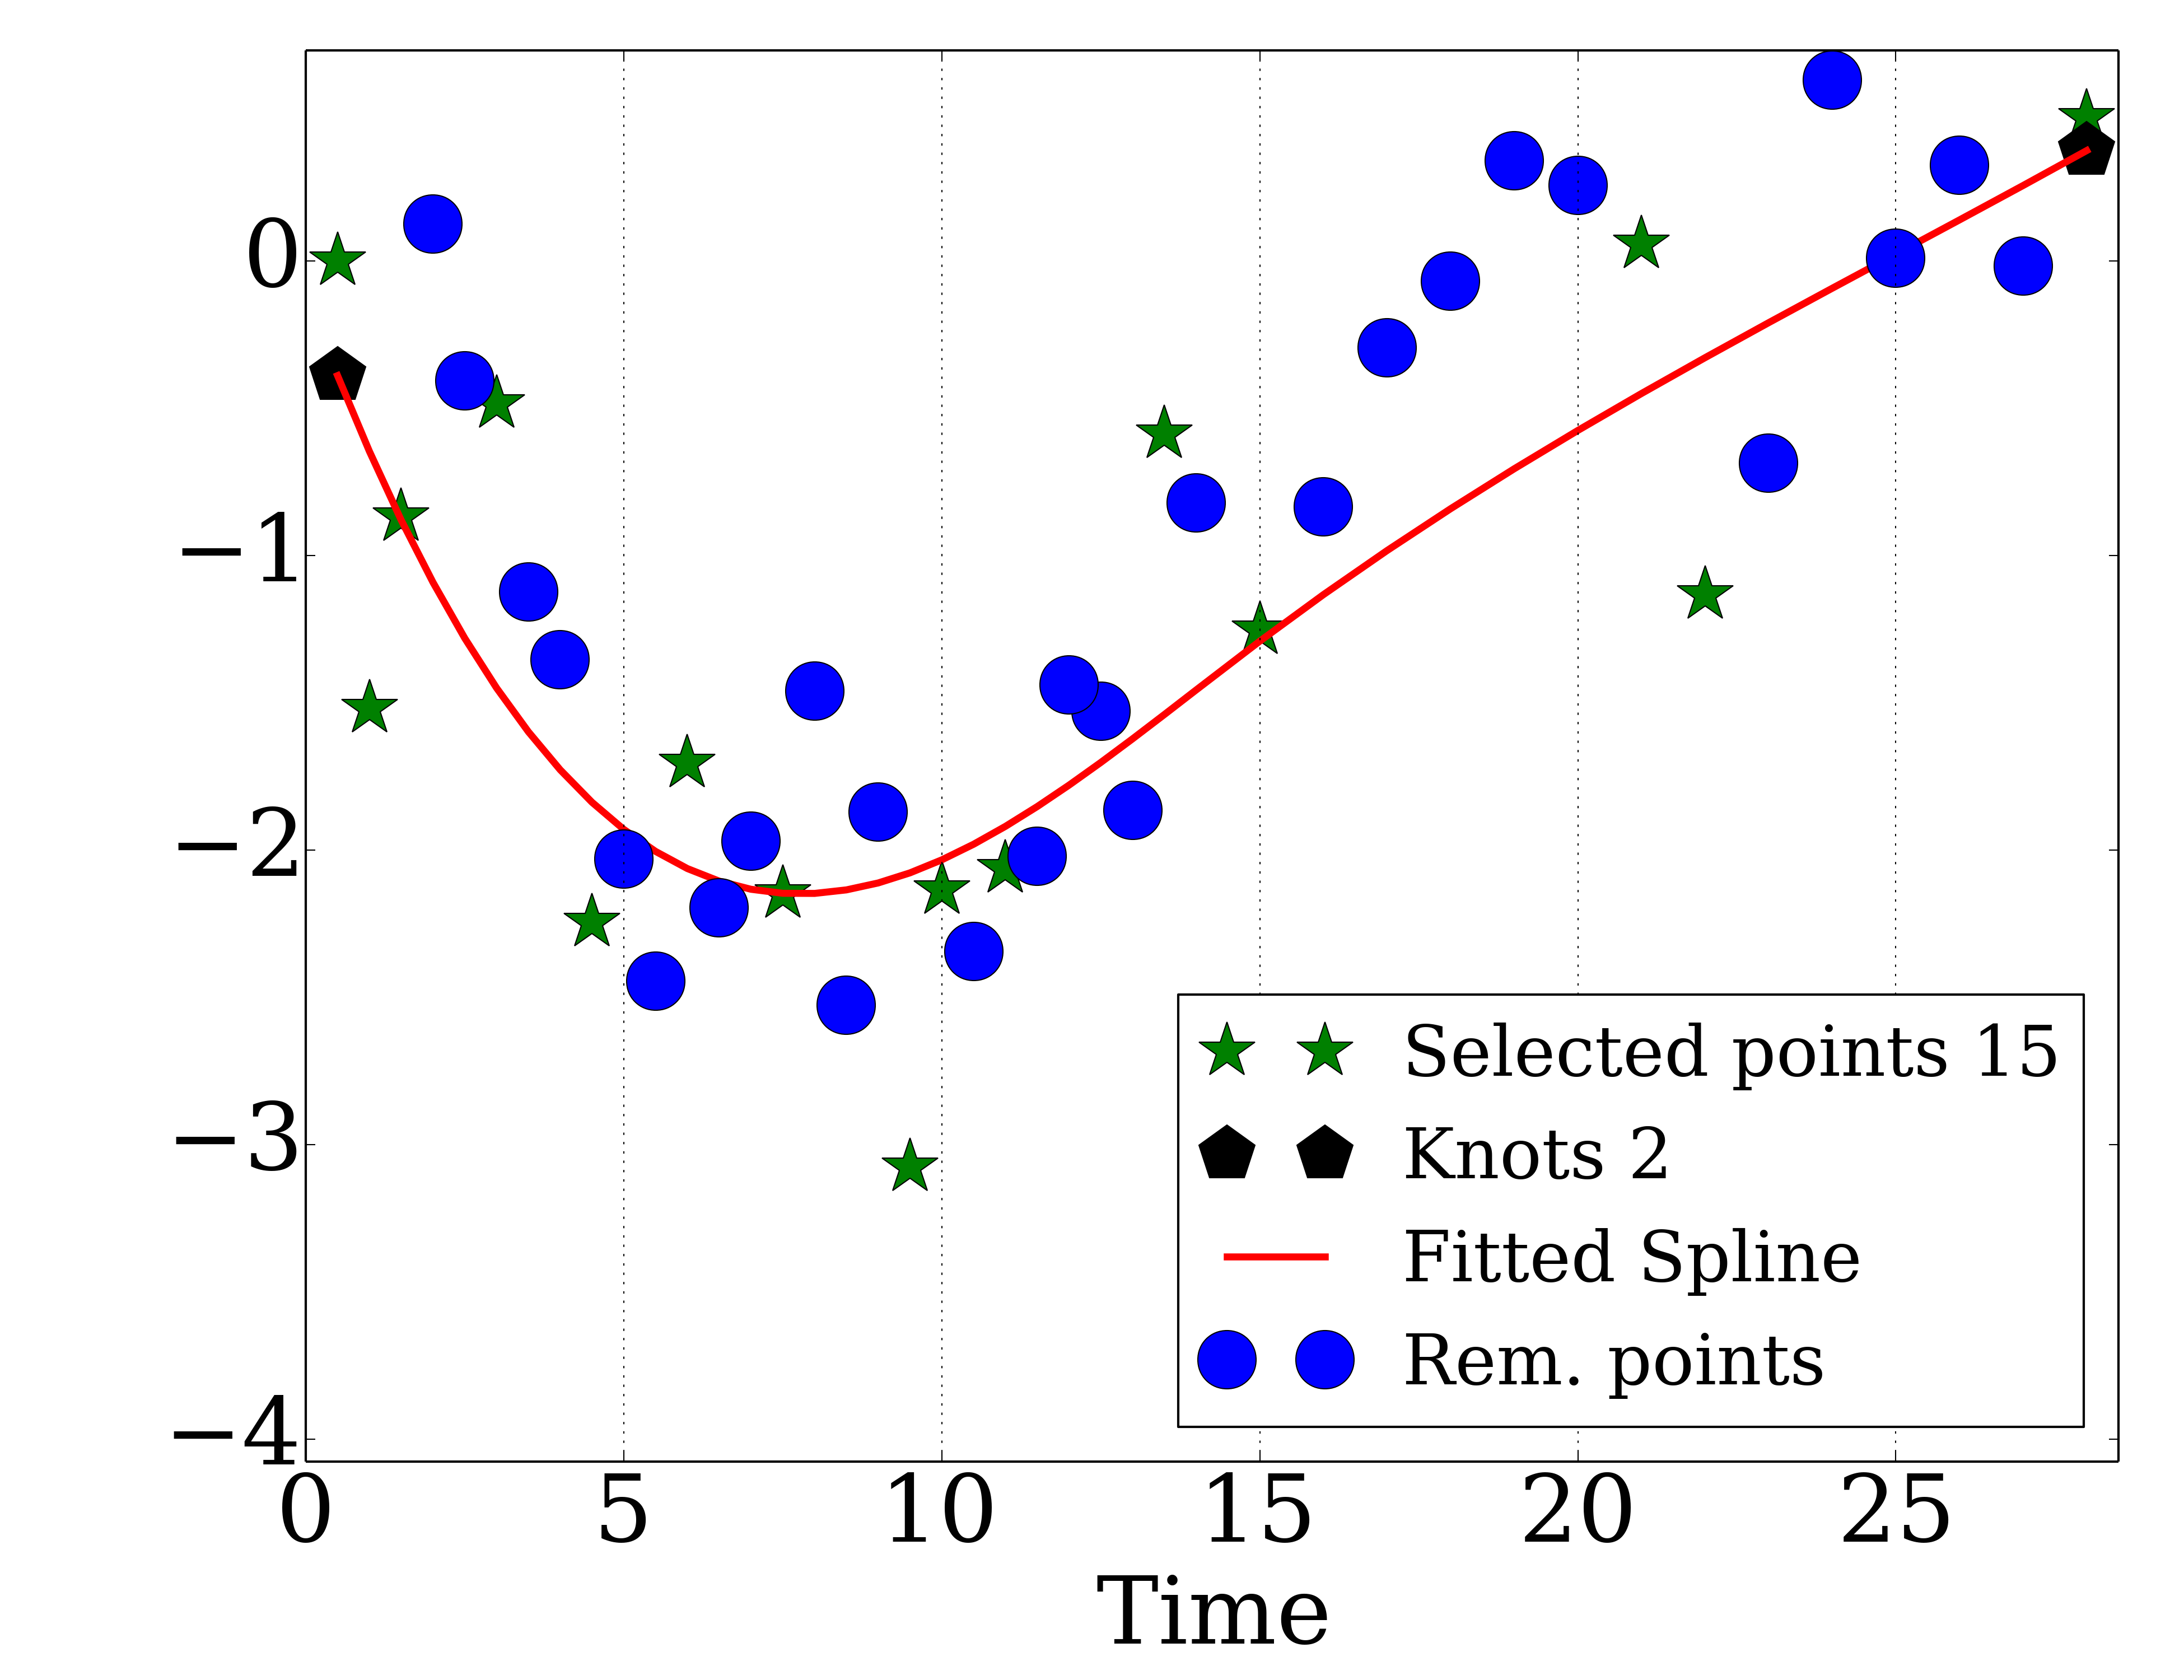 0
−1
−2
−3
−4
0 5 10 15 20 25
Time
Selected points 15
Knots 2
Fitted Spline
Rem. points